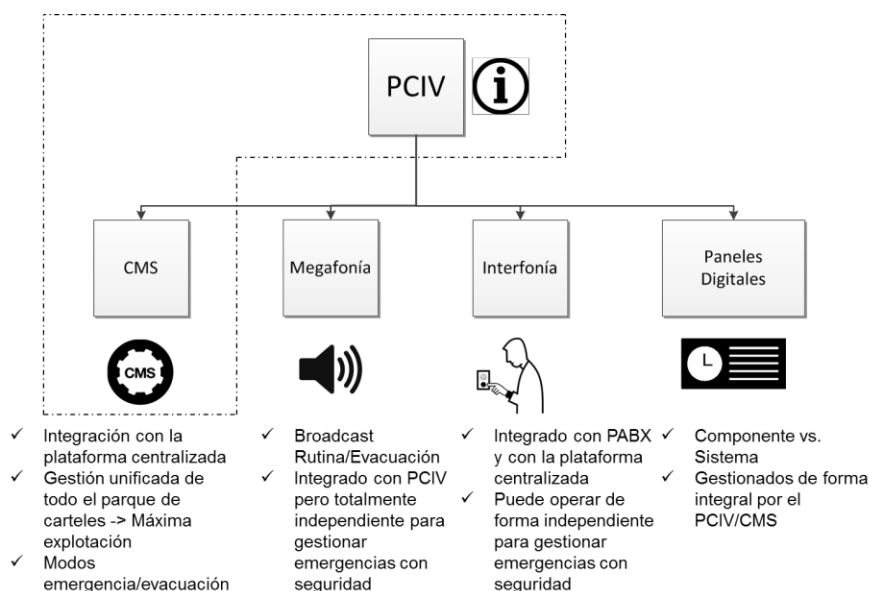 PCIV
i
CMS
Megafonía
Interfonía
Paneles
Digitales
CMS
✓ Integración con la
plataforma centralizada
✓ Gestión unificada de
todo el parque de
carteles -> Máxima
explotación
✓ Modos
emergencia/evacuación
✓ Broadcast
Rutina/Evacuación
✓ Integrado con PCIV
pero totalmente
independiente para
gestionar
emergencias con
seguridad
✓ Integrado con PABX
y con la plataforma
centralizada
✓ Puede operar de
forma independiente
para gestionar
emergencias con
seguridad
✓ Componente vs.
Sistema
✓ Gestionados de forma
integral por el
PCIV/CMS